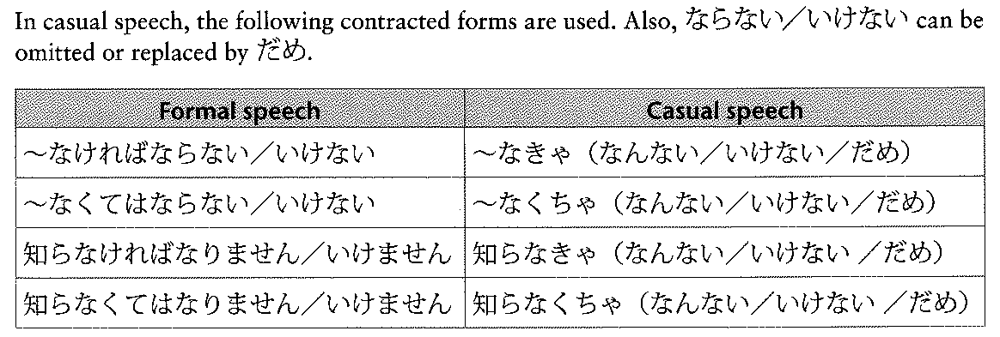 In casual speech, the following contracted forms are used. Also, ならない／いけない can be
omitted or replaced by だめ.
Formal speech Casual speech
～なければならない／いけない ～なきゃ（なんない／いけない／だめ）
～なくてはならない／いけない ～なくちゃ（なんない／いけない／だめ）
知らなければなりません／いけません 知らなきゃ（なんない／いけない ／だめ）
知らなくてはなりません／いけません 知らなくちゃ（なんない／いけない ／だめ）